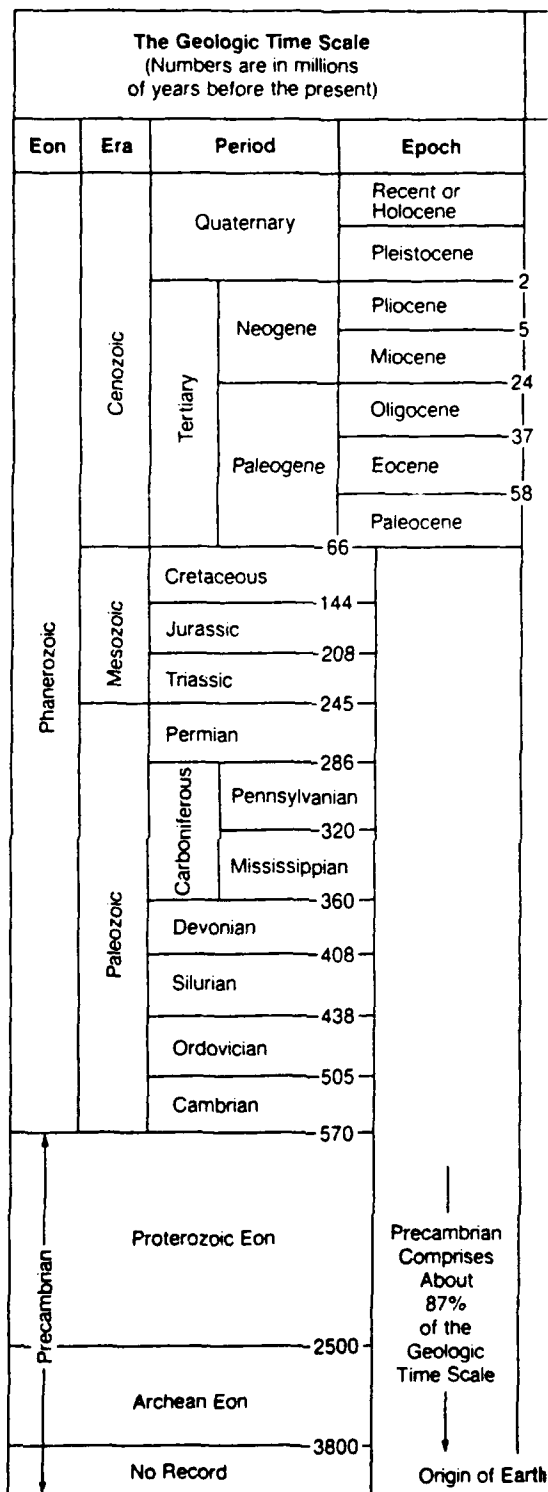 The Geologic Time Scale
(Numbers are in millions
of years before the present)
Eon Era Period Epoch
Phanerozoic
Cenozoic
Quaternary
Recent or
Holocene
Pleistocene
2
Tertiary
Neogene
Pliocene
5
Miocene
24
Paleogene
Oligocene
37
Eocene
58
Paleocene
66
Mesozoic
Cretaceous
144
Jurassic
208
Triassic
245
Paleozoic
Permian
286
Carboniferous
Pennsylvanian
320
Mississippian
360
Devonian
408
Silurian
438
Ordovician
505
Cambrian
570
Precambrian
Proterozoic Eon
2500
Archean Eon
3800
No Record
Precambrian
Comprises
About
87%
of the
Geologic
Time Scale
Origin of Earth